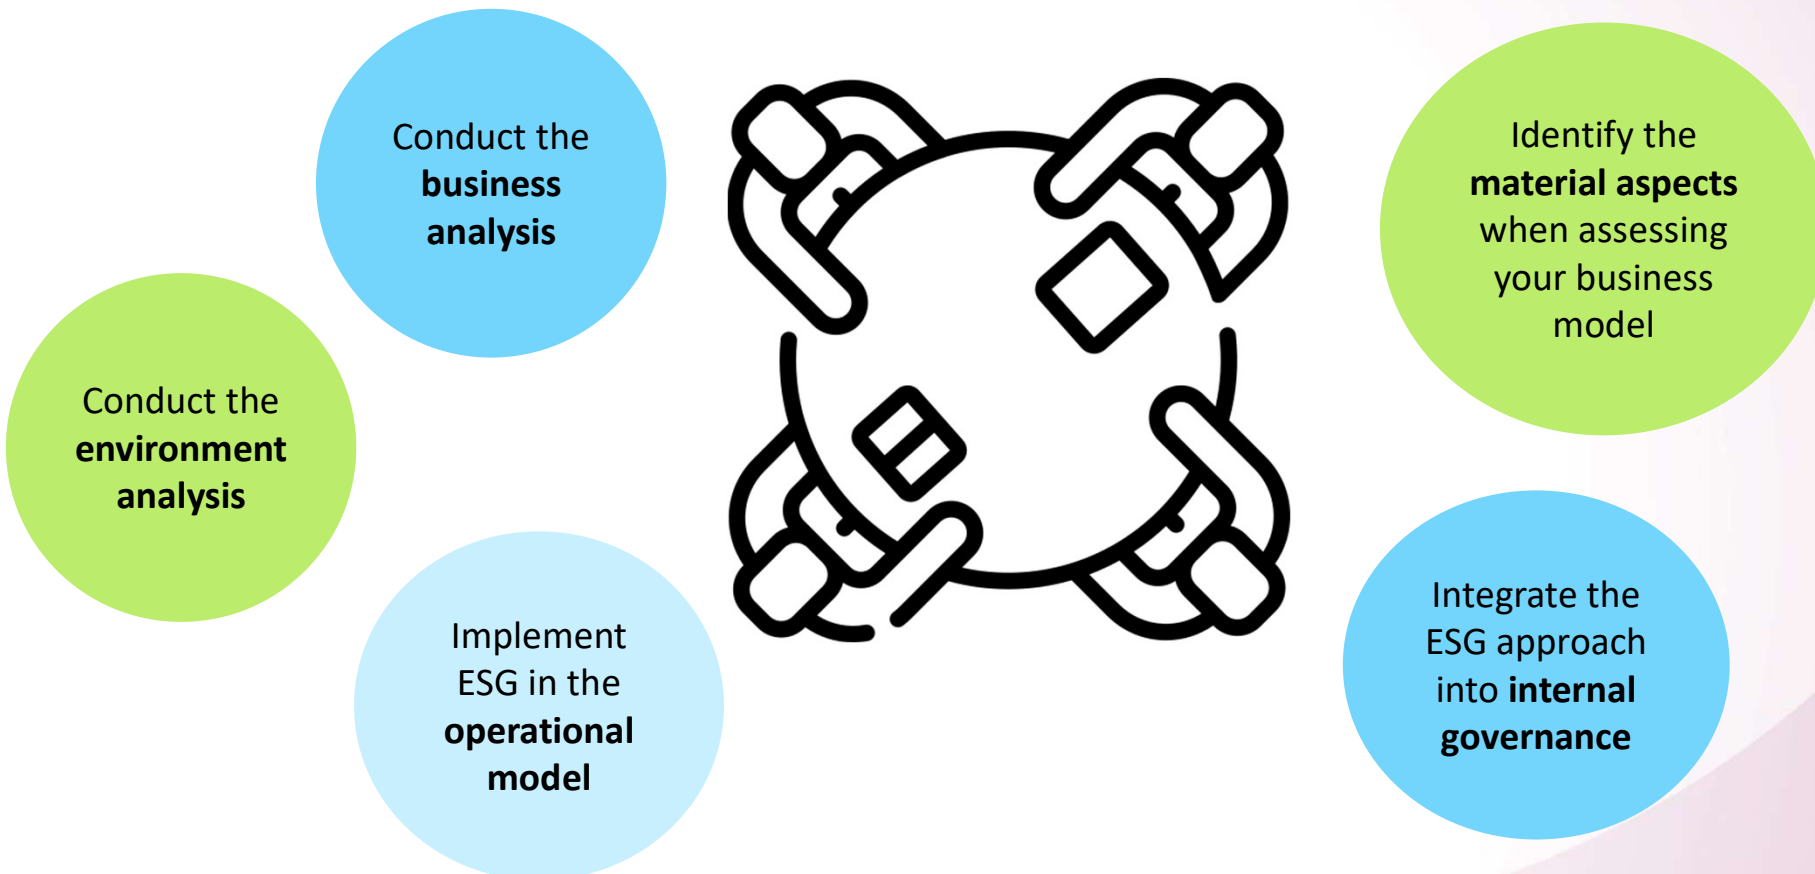 Conduct the
business
analysis
Conduct the
environment
analysis
Implement
ESG in the
operational
model
Identify the
material aspects
when assessing
your business
model
Integrate the
ESG approach
into internal
governance